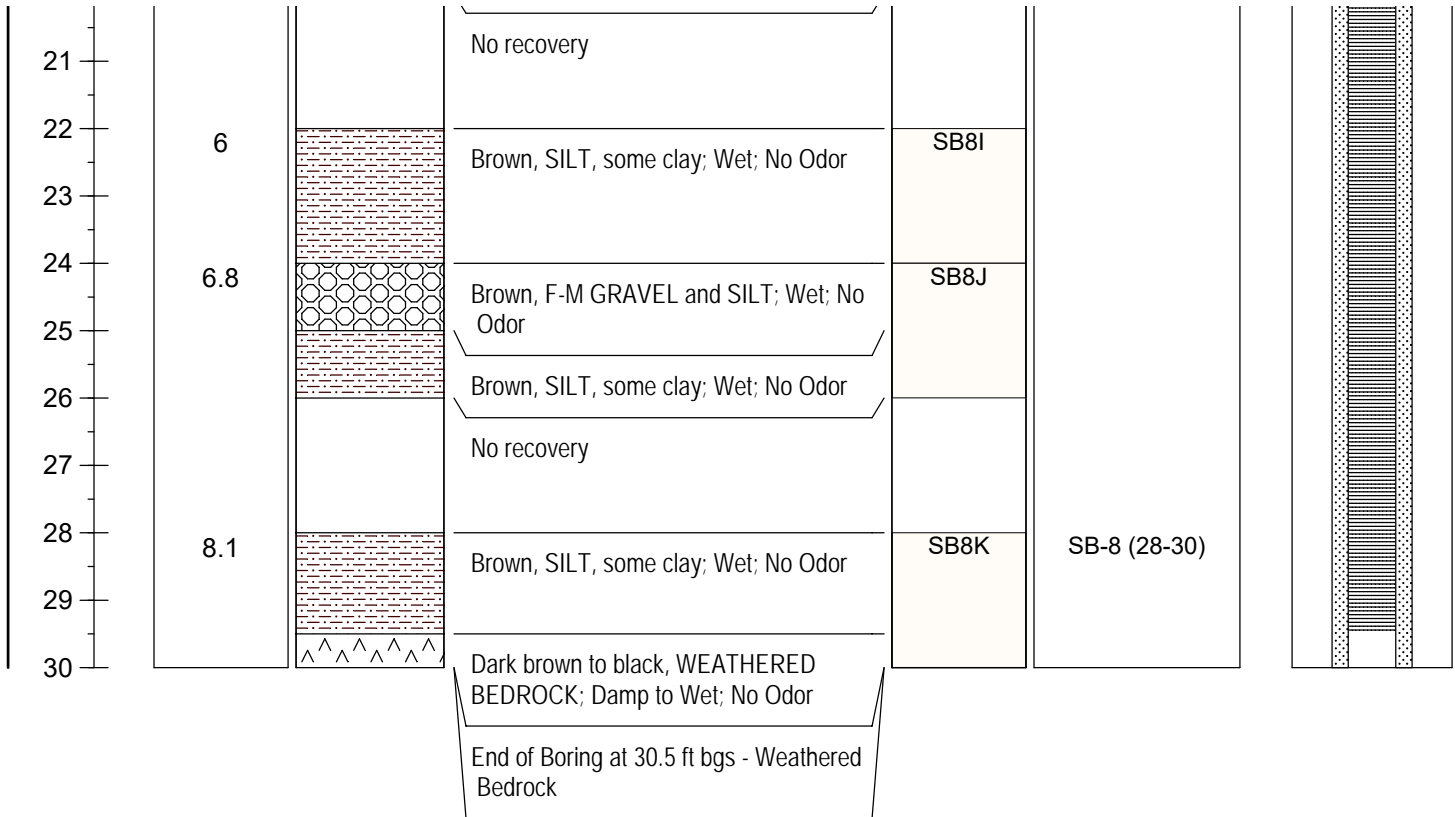 No recovery
21
22
6
Brown, SILT, some clay; Wet; No Odor
SB8I
23
24
6.8
Brown, F-M GRAVEL and SILT; Wet; No
Odor
SB8J
25
Brown, SILT, some clay; Wet; No Odor
26
No recovery
27
28
8.1
Brown, SILT, some clay; Wet; No Odor
SB8K
SB-8 (28-30)
29
30
Dark brown to black, WEATHERED
BEDROCK; Damp to Wet; No Odor
End of Boring at 30.5 ft bgs - Weathered
Bedrock